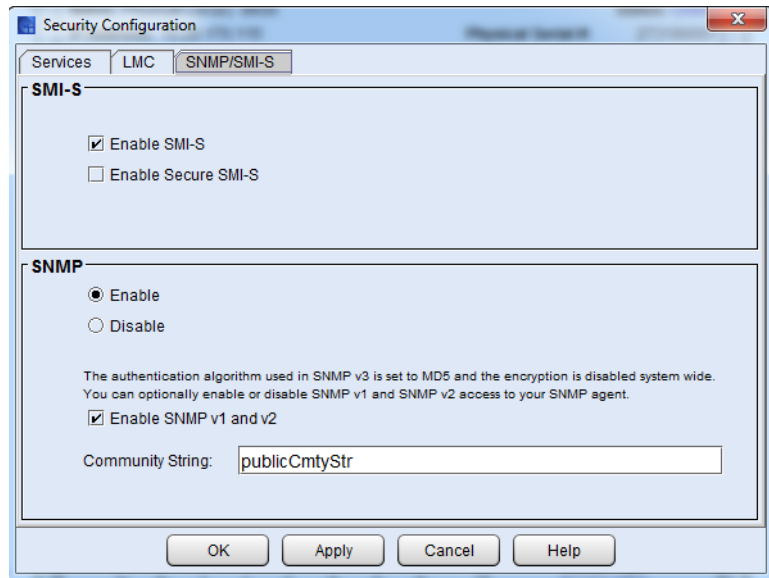 Security Configuration
Services LMC SNMP/SMI-S
SMI-S
Enable SMI-S
Enable Secure SMI-S
SNMP
Enable
Disable
The authentication algorithm used in SNMP v3 is set to MD5 and the encryption is disabled system wide.
You can optionally enable or disable SNMP v1 and SNMP v2 access to your SNMP agent.
Enable SNMP v1 and v2
Community String: publicCmtyStr
OK Apply Cancel Help